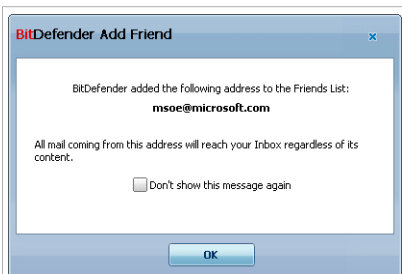 BitDefender Add Friend
BitDefender added the following address to the Friends List:
msoe@microsoft.com
All mail coming from this address will reach your Inbox regardless of its
content.
Don't show this message again
OK